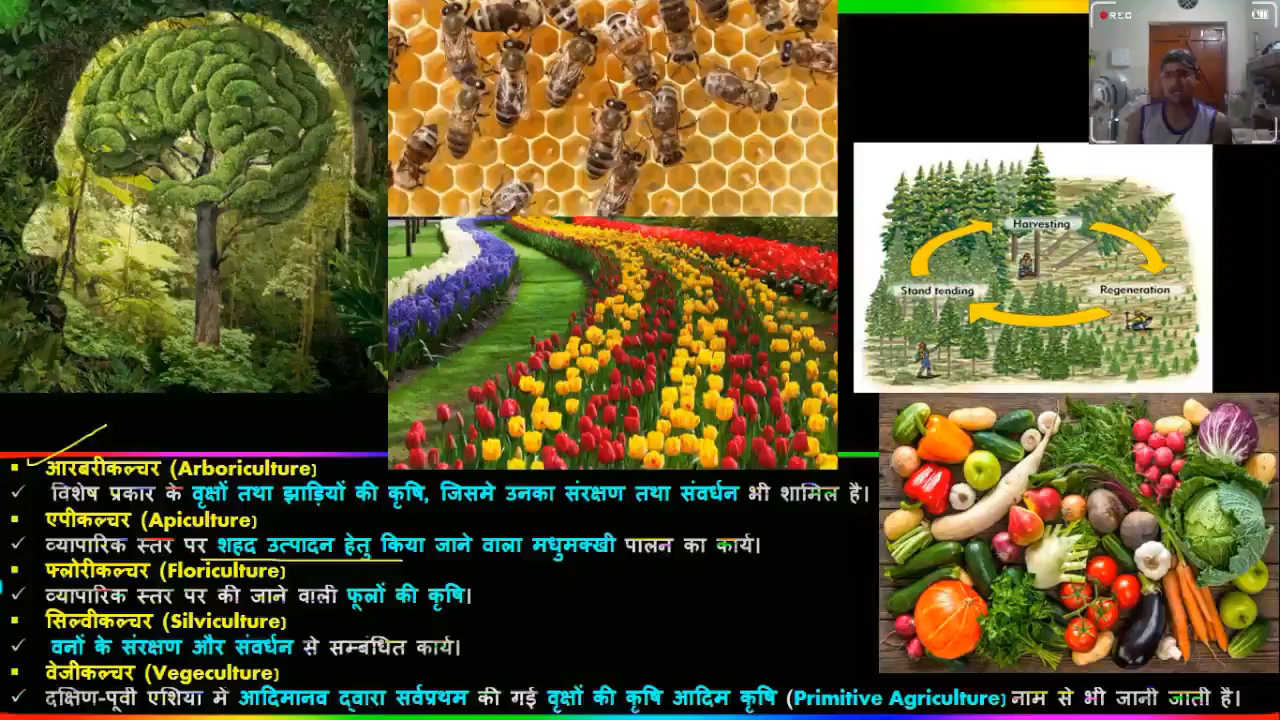 REC
Harvesting
Stand tending
Regeneration
▪ आरबरीकल्चर (Arboriculture)
✓ विशेष प्रकार के वृक्षों तथा झाड़ियों की कृषि, जिसमे उनका संरक्षण तथा संवर्धन भी शामिल है।
▪ एपीकल्चर (Apiculture)
✓ व्यापारिक स्तर पर शहद उत्पादन हेतु किया जाने वाला मधुमक्खी पालन का कार्य।
▪ फ्लोरीकल्चर (Floriculture)
✓ व्यापारिक स्तर पर की जाने वाली फूलों की कृषि।
▪ सिल्वीकल्चर (Silviculture)
✓ वनों के संरक्षण और संवर्धन से सम्बंधित कार्य।
▪ वेजीकल्चर (Vegeculture)
✓ दक्षिण-पूर्वी एशिया में आदिमानव द्वारा सर्वप्रथम की गई वृक्षों की कृषि आदिम कृषि (Primitive Agriculture) नाम से भी जानी जाती है।